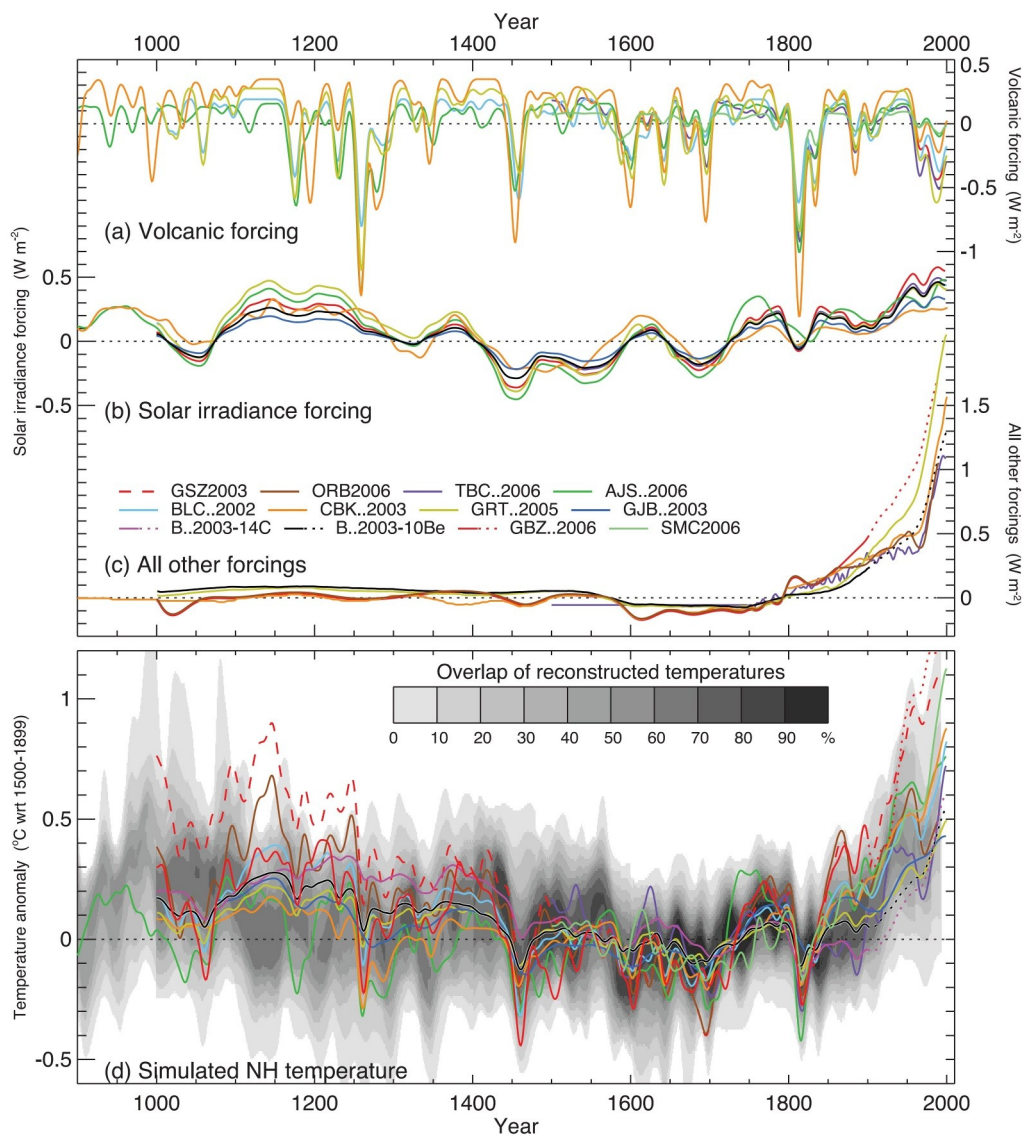 Year
1000 1200 1400 1600 1800 2000
0.5
0
-0.5
-1
Volcanic forcing (W m-2)
(a) Volcanic forcing
0.5
0
-0.5
Solar irradiance forcing (W m-2)
(b) Solar irradiance forcing
1.5
1
0.5
0
All other forcings (W m-2)
GSZ2003 ORB2006 TBC..2006 AJS..2006
BLC..2002 CBK..2003 GRT..2005 GJB..2003
B..2003-14C B..2003-10Be GBZ..2006 SMC2006
(c) All other forcings
Overlap of reconstructed temperatures
0 10 20 30 40 50 60 70 80 90 %
1
0.5
0
-0.5
Temperature anomaly (°C wrt 1500-1899)
(d) Simulated NH temperature
1000 1200 1400 1600 1800 2000
Year